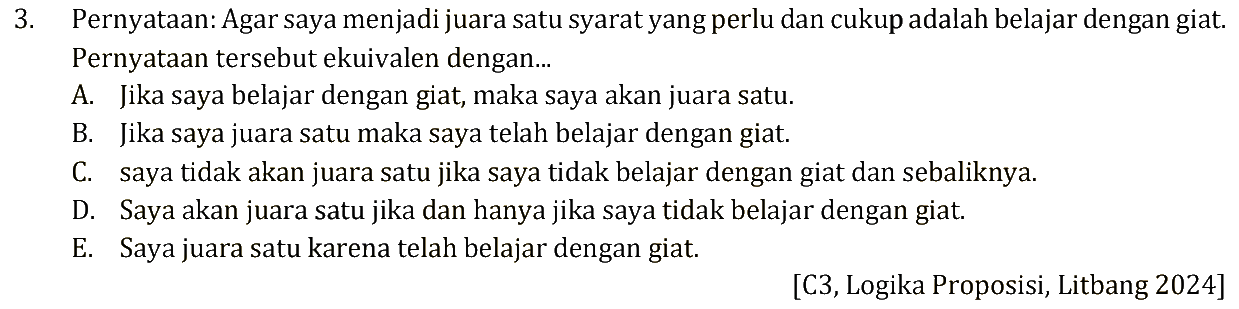 3. Pernyataan: Agar saya menjadi juara satu syarat yang perlu dan cukup adalah belajar dengan giat.
Pernyataan tersebut ekuivalen dengan...
A. Jika saya belajar dengan giat, maka saya akan juara satu.
B. Jika saya juara satu maka saya telah belajar dengan giat.
C. saya tidak akan juara satu jika saya tidak belajar dengan giat dan sebaliknya.
D. Saya akan juara satu jika dan hanya jika saya tidak belajar dengan giat.
E. Saya juara satu karena telah belajar dengan giat.
[C3, Logika Proposisi, Litbang 2024]